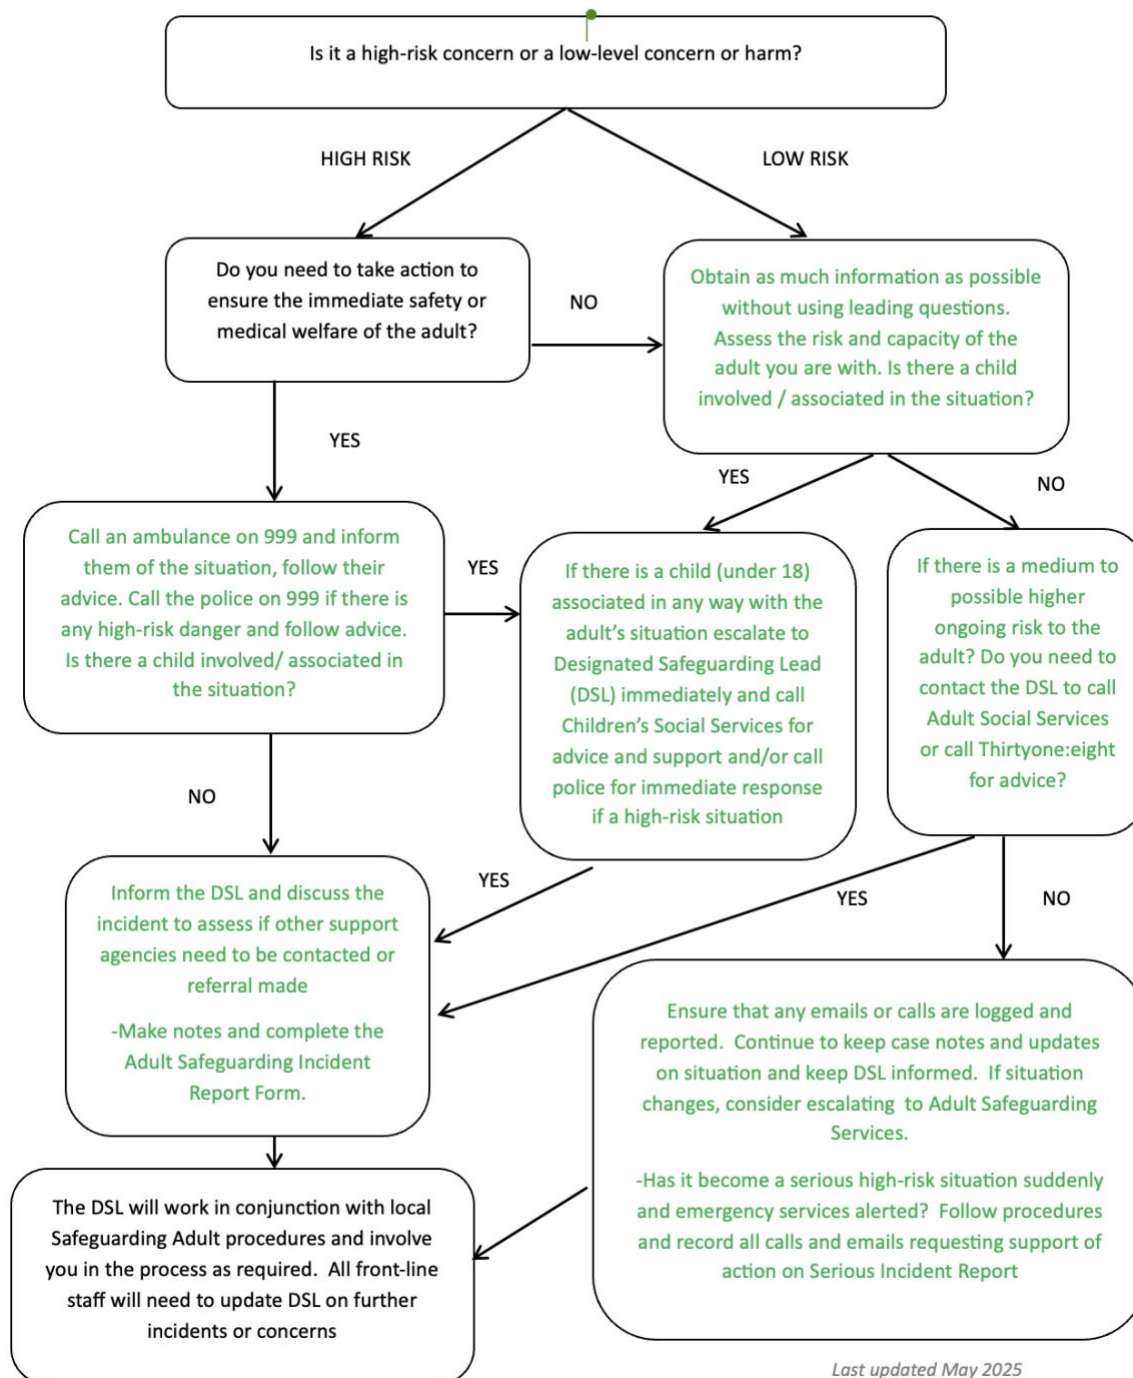 Is it a high-risk concern or a low-level concern or harm?
HIGH RISK
LOW RISK
Do you need to take action to
ensure the immediate safety or
medical welfare of the adult?
NO
Obtain as much information as possible
without using leading questions.
Assess the risk and capacity of the
adult you are with. Is there a child
involved / associated in the situation?
YES
YES
NO
Call an ambulance on 999 and inform
them of the situation, follow their
advice. Call the police on 999 if there is
any high-risk danger and follow advice.
Is there a child involved/ associated in
the situation?
YES
If there is a child (under 18)
associated in any way with the
adult’s situation escalate to
Designated Safeguarding Lead
(DSL) immediately and call
Children’s Social Services for
advice and support and/or call
police for immediate response
if a high-risk situation
If there is a medium to
possible higher
ongoing risk to the
adult? Do you need to
contact the DSL to call
Adult Social Services
or call Thirtyone:eight
for advice?
NO
YES
YES
NO
Inform the DSL and discuss the
incident to assess if other support
agencies need to be contacted or
referral made
-Make notes and complete the
Adult Safeguarding Incident
Report Form.
Ensure that any emails or calls are logged and
reported.  Continue to keep case notes and updates
on situation and keep DSL informed.  If situation
changes, consider escalating  to Adult Safeguarding
Services.
-Has it become a serious high-risk situation suddenly
and emergency services alerted?  Follow procedures
and record all calls and emails requesting support of
action on Serious Incident Report
The DSL will work in conjunction with local
Safeguarding Adult procedures and involve
you in the process as required.  All front-line
staff will need to update DSL on further
incidents or concerns
Last updated May 2025